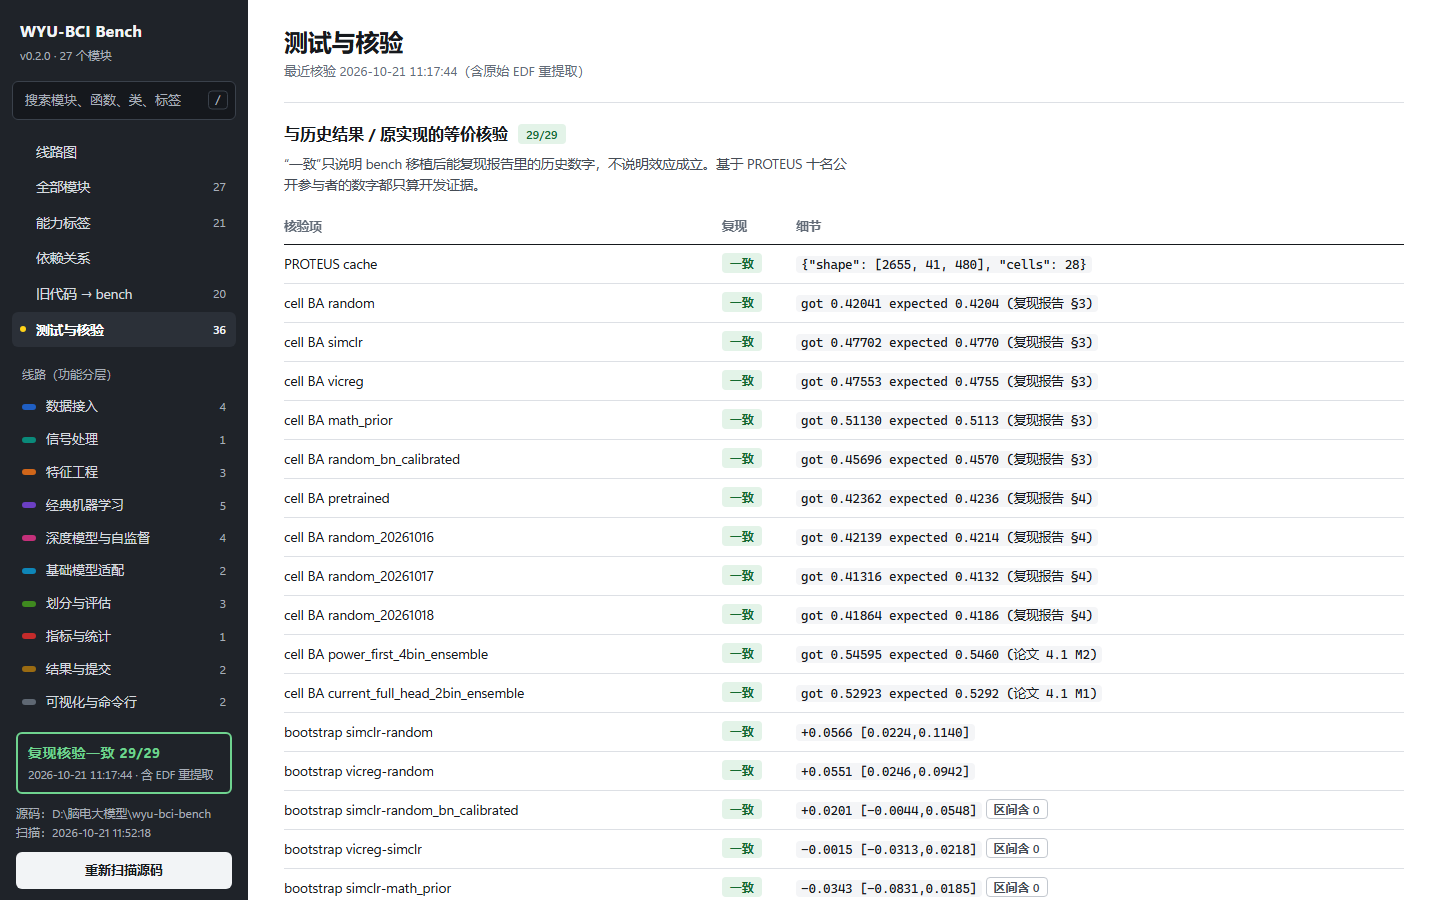 WYU-BCI Bench
v0.2.0 · 27 个模块
搜索模块、函数、类、标签 /
线路图
全部模块 27
能力标签 21
依赖关系
旧代码 → bench 20
测试与核验 36
线路（功能分层）
数据接入 4
信号处理 1
特征工程 3
经典机器学习 5
深度模型与自监督 4
基础模型适配 2
划分与评估 3
指标与统计 1
结果与提交 2
可视化与命令行 2
复现核验一致 29/29
2026-10-21 11:17:44 · 含 EDF 重提取
源码： D:\脑电大模型\wyu-bci-bench
扫描： 2026-10-21 11:52:18
重新扫描源码
测试与核验
最近核验 2026-10-21 11:17:44（含原始 EDF 重提取）
与历史结果 / 原实现的等价核验 29/29
“一致”只说明 bench 移植后能复现报告里的历史数字，不说明效应成立。基于 PROTEUS 十名公
开参与者的数字都只算开发证据。
核验项 复现 细节
PROTEUS cache 一致 {"shape": [2655, 41, 480], "cells": 28}
cell BA random 一致 got 0.42041 expected 0.4204 (复现报告 §3)
cell BA simclr 一致 got 0.47702 expected 0.4770 (复现报告 §3)
cell BA vicreg 一致 got 0.47553 expected 0.4755 (复现报告 §3)
cell BA math_prior 一致 got 0.51130 expected 0.5113 (复现报告 §3)
cell BA random_bn_calibrated 一致 got 0.45696 expected 0.4570 (复现报告 §3)
cell BA pretrained 一致 got 0.42362 expected 0.4236 (复现报告 §4)
cell BA random_20261016 一致 got 0.42139 expected 0.4214 (复现报告 §4)
cell BA random_20261017 一致 got 0.41316 expected 0.4132 (复现报告 §4)
cell BA random_20261018 一致 got 0.41864 expected 0.4186 (复现报告 §4)
cell BA power_first_4bin_ensemble 一致 got 0.54595 expected 0.5460 (论文 4.1 M2)
cell BA current_full_head_2bin_ensemble 一致 got 0.52923 expected 0.5292 (论文 4.1 M1)
bootstrap simclr-random 一致 +0.0566 [0.0224,0.1140]
bootstrap vicreg-random 一致 +0.0551 [0.0246,0.0942]
bootstrap simclr-random_bn_calibrated 一致 +0.0201 [−0.0044,0.0548] 区间含 0
bootstrap vicreg-simclr 一致 −0.0015 [−0.0313,0.0218] 区间含 0
bootstrap simclr-math_prior 一致 −0.0343 [−0.0831,0.0185] 区间含 0